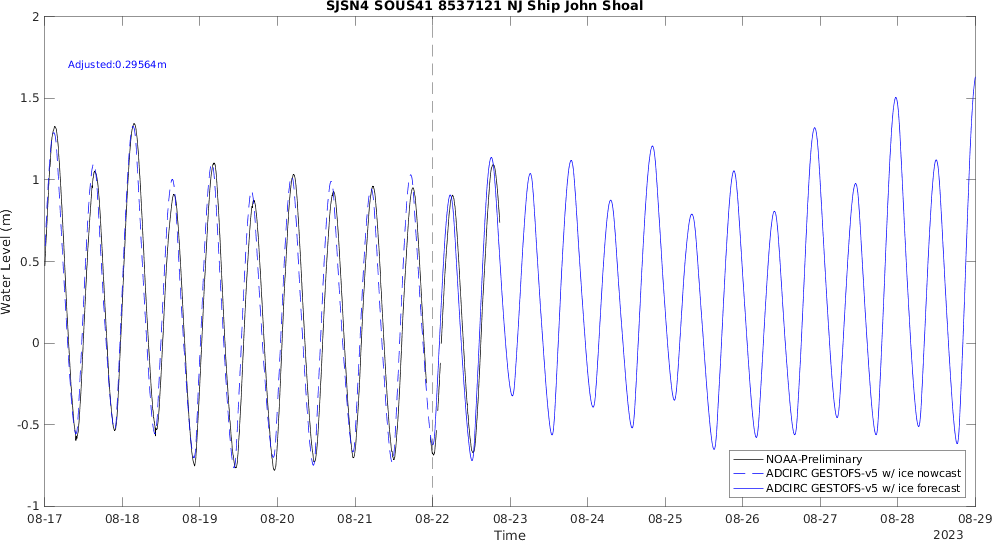 SJSN4 SOUS41 8537121 NJ Ship John Shoal
Adjusted:0.29564m
Water Level (m)
2
1.5
1
0.5
0
-0.5
-1
NOAA-Preliminary
ADCIRC GESTOFS-v5 w/ ice nowcast
ADCIRC GESTOFS-v5 w/ ice forecast
08-17 08-18 08-19 08-20 08-21 08-22 08-23 08-24 08-25 08-26 08-27 08-28 08-29
Time
2023